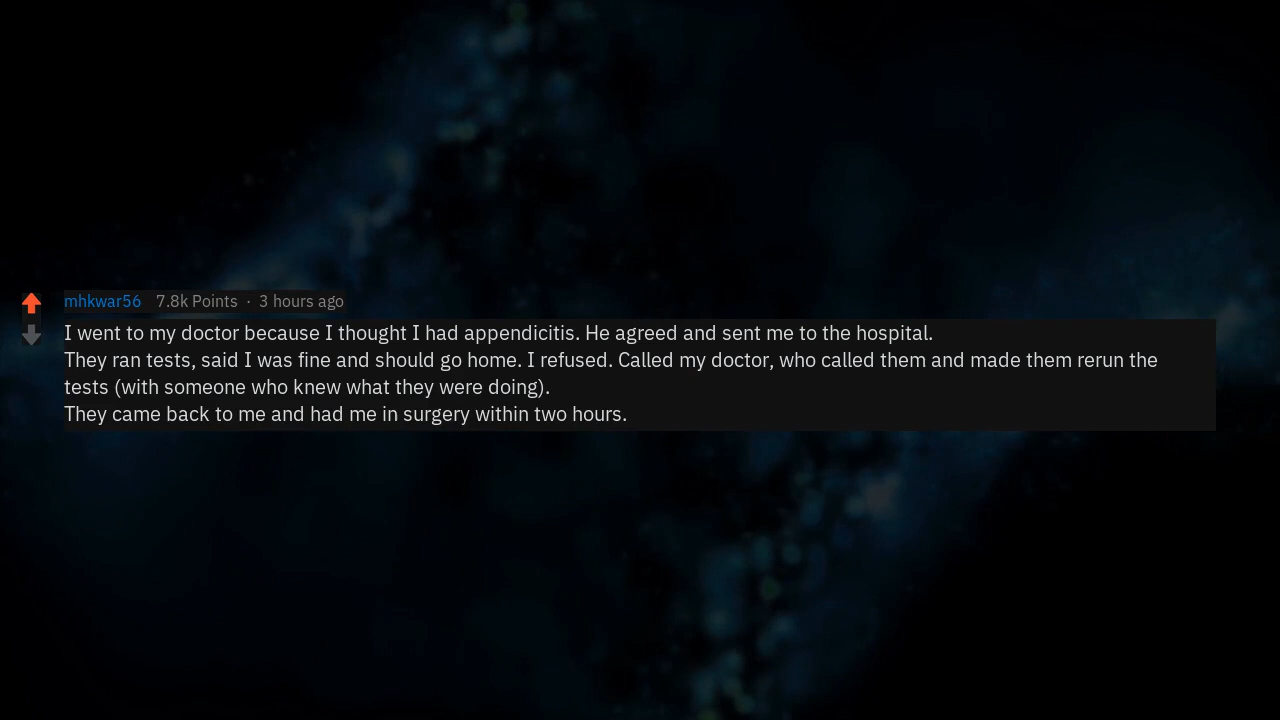 mhkwar56 7.8k Points · 3 hours ago
I went to my doctor because I thought I had appendicitis. He agreed and sent me to the hospital.
They ran tests, said I was fine and should go home. I refused. Called my doctor, who called them and made them rerun the
tests (with someone who knew what they were doing).
They came back to me and had me in surgery within two hours.